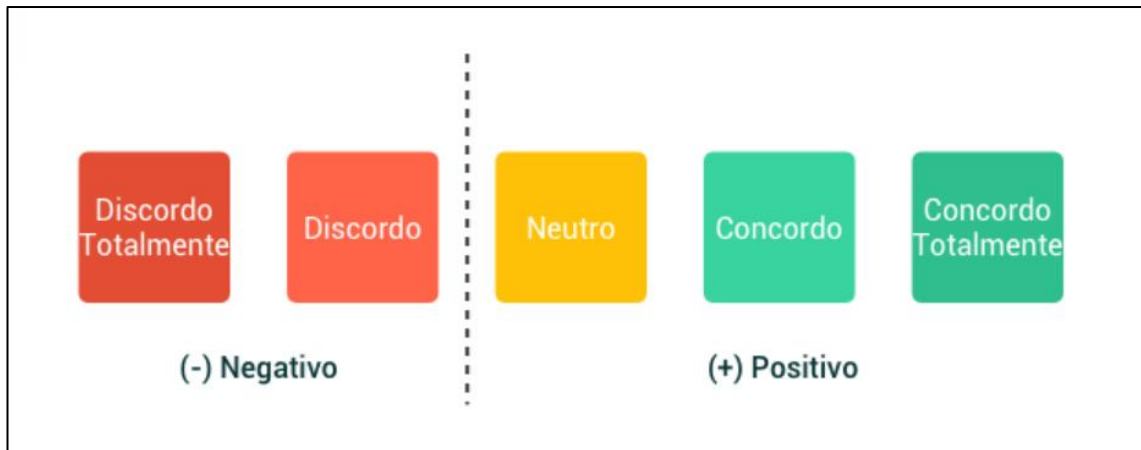 Discordo
Totalmente
Discordo
Neutro
Concordo
Concordo
Totalmente
(-) Negativo
(+) Positivo